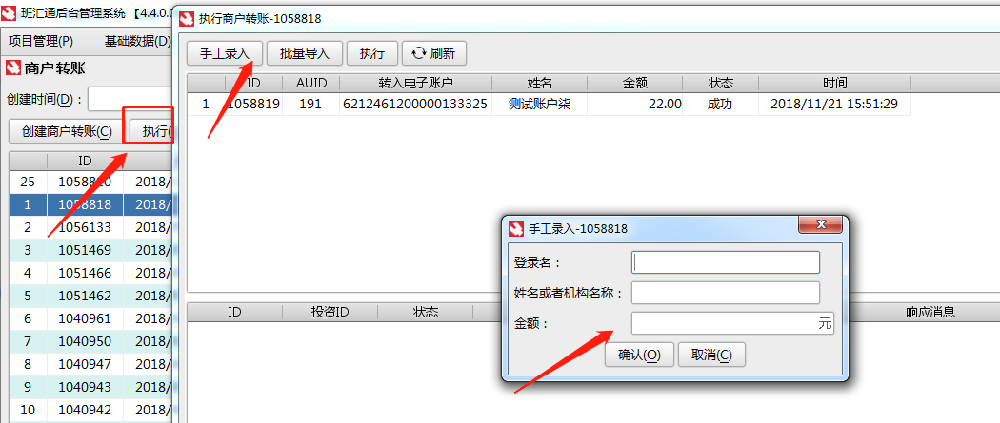 班汇通后台管理系统 【4.4.0.0
项目管理(P) 基础数据(D)
商户转账
创建时间(D)：
创建商户转账(C) 执行(
ID
25 1058820 2018/
1 1058818 2018/
2 1056133 2018/
3 1051469 2018/
4 1051466 2018/
5 1051462 2018/
6 1040961 2018/
7 1040950 2018/
8 1040947 2018/
9 1040943 2018/
10 1040942 2018/
执行商户转账-1058818
手工录入 批量导入 执行 刷新
ID AUID 转入电子账户 姓名 金额 状态 时间
1 1058819 191 6212461200000133325 测试账户柒 22.00 成功 2018/11/21 15:51:29
ID 投资ID 状态 响应消息
手工录入-1058818
登录名：
姓名或者机构名称：
金额： 元
确认(O) 取消(C)